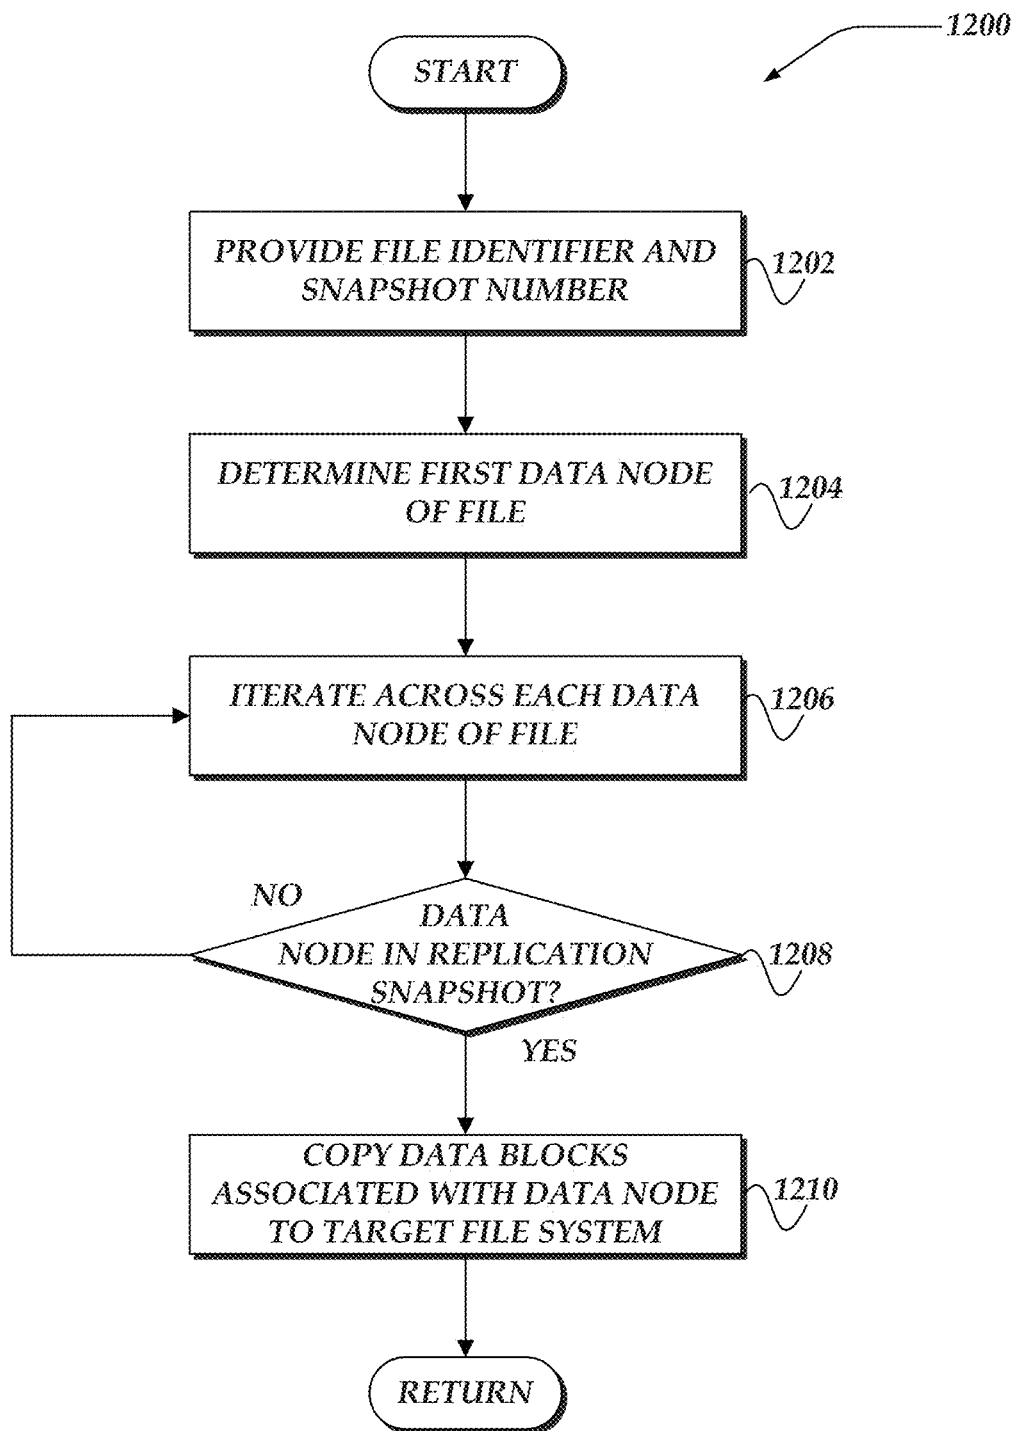 1200
START
PROVIDE FILE IDENTIFIER AND
SNAPSHOT NUMBER
1202
DETERMINE FIRST DATA NODE
OF FILE
1204
ITERATE ACROSS EACH DATA
NODE OF FILE
1206
NO
DATA
NODE IN REPLICATION
SNAPSHOT?
1208
YES
COPY DATA BLOCKS
ASSOCIATED WITH DATA NODE
TO TARGET FILE SYSTEM
1210
RETURN